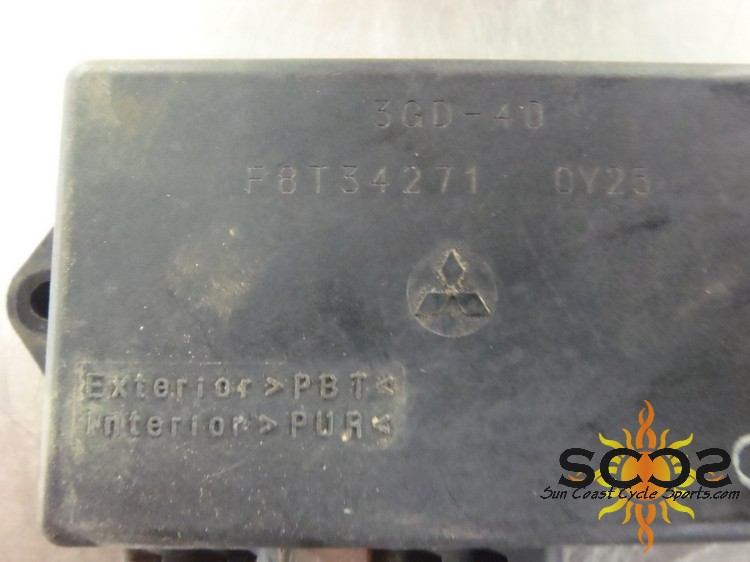 3GD-40
F8T34271 0Y25
Exterior>PBT<
Interior>PUR<
SCCS
Sun Coast Cycle Sports.com